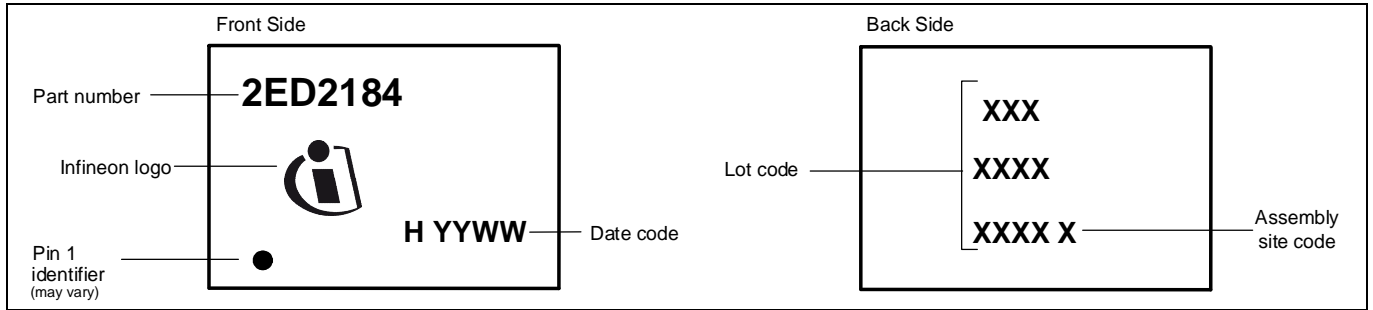 Front Side
Part number
2ED2184
Infineon logo
H YYWW
Date code
Pin 1
identifier
(may vary)
Back Side
Lot code
XXX
XXXX
XXXX X
Assembly
site code